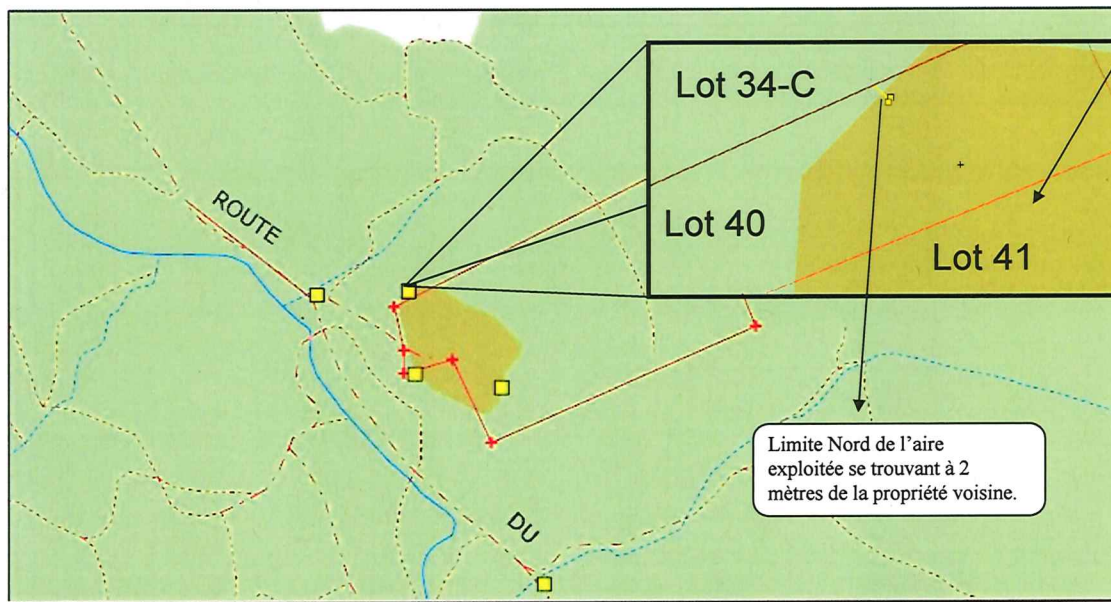 Lot 34-C
Lot 40
Lot 41
ROUTE
Limite Nord de l’aire
exploitée se trouvant à 2
mètres de la propriété voisine.
DU